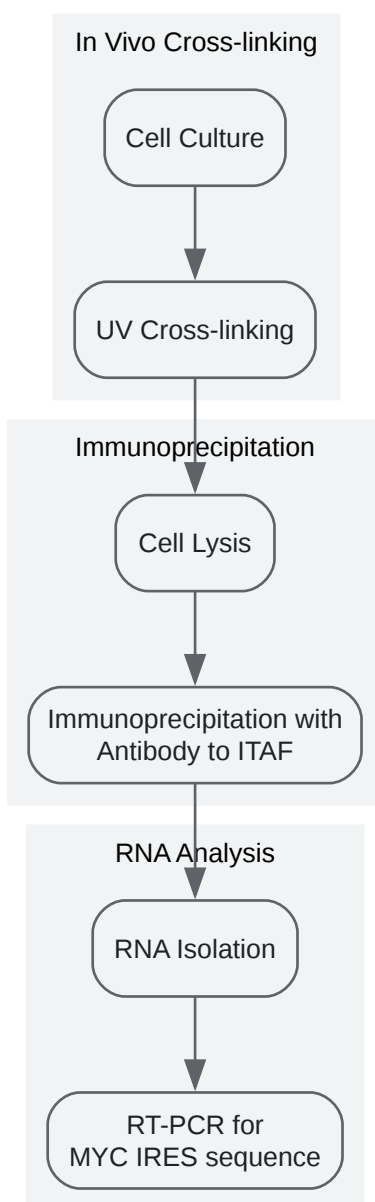 In Vivo Cross-linking
Cell Culture
UV Cross-linking
Immunoprecipitation
Cell Lysis
Immunoprecipitation with
Antibody to ITAF
RNA Analysis
RNA Isolation
RT-PCR for
MYC IRES sequence